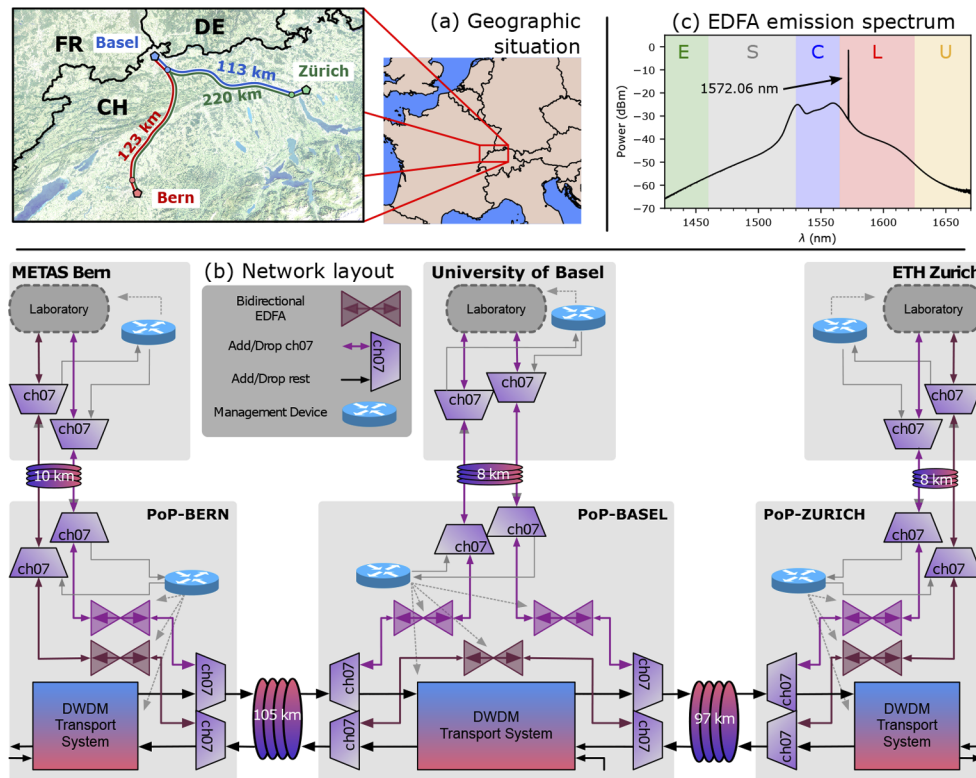 (a) Geographic
situation
FR
DE
CH
Basel
Zürich
Bern
113 km
220 km
123 km
(c) EDFA emission spectrum
E S C L U
1572.06 nm
Power (dBm)
0
−10
−20
−30
−40
−50
−60
−70
1450 1500 1550 1600 1650
λ (nm)
(b) Network layout
Bidirectional
EDFA
Add/Drop ch07
ch07
Add/Drop rest
Management Device
METAS Bern
Laboratory
ch07
ch07
10 km
University of Basel
Laboratory
ch07
ch07
8 km
ETH Zurich
Laboratory
ch07
ch07
8 km
PoP-BERN
ch07
ch07
ch07
ch07
DWDM
Transport
System
105 km
PoP-BASEL
ch07
ch07
ch07
ch07
DWDM
Transport System
ch07
ch07
97 km
PoP-ZURICH
ch07
ch07
ch07
ch07
DWDM
Transport
System